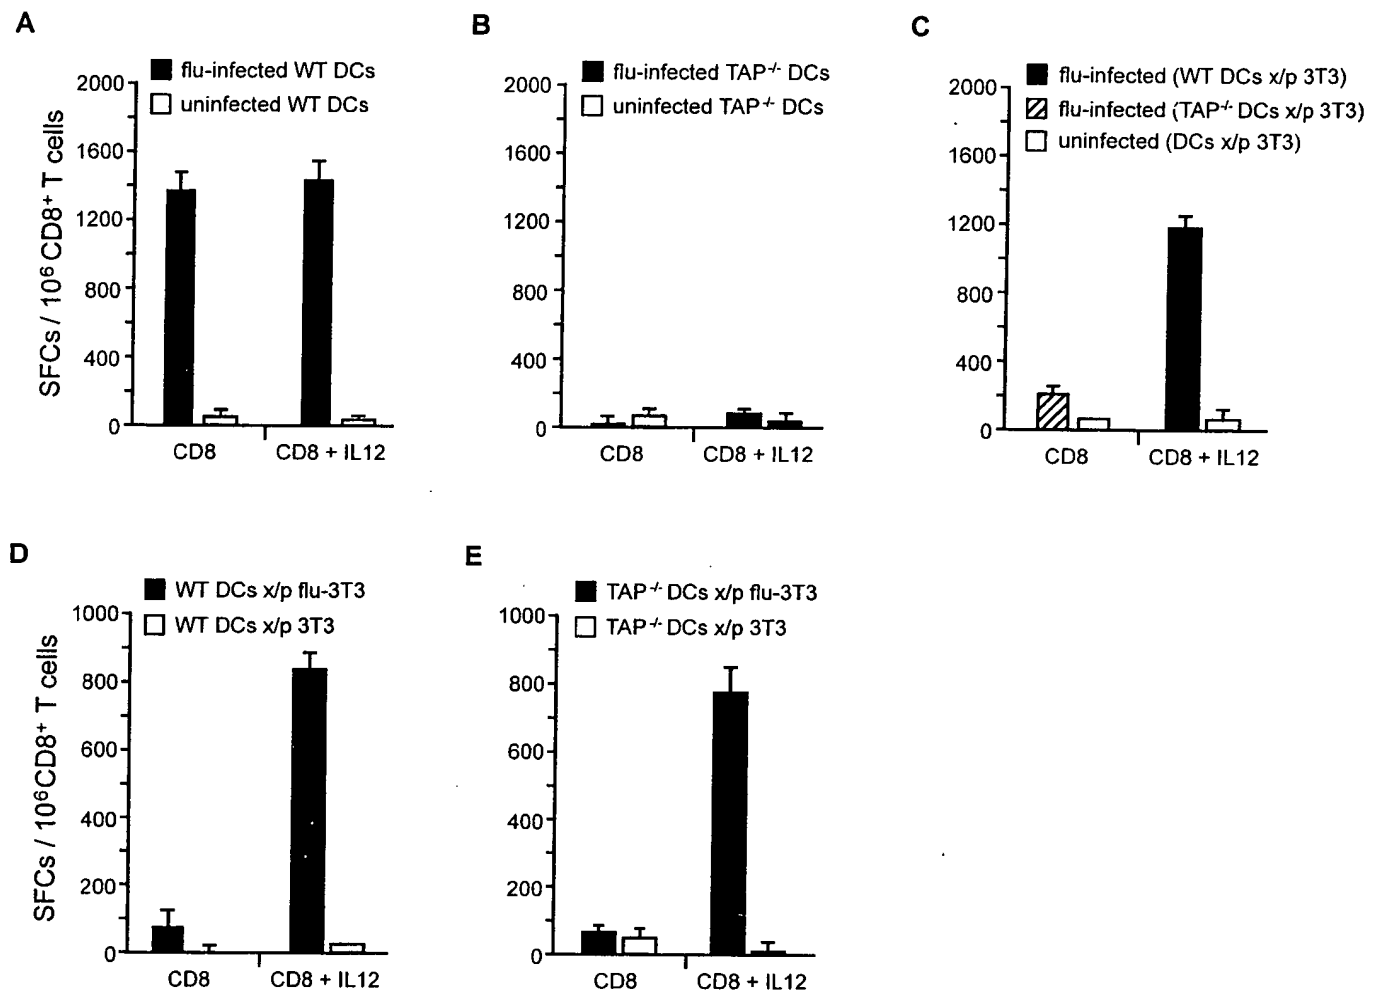 A
flu-infected WT DCs
uninfected WT DCs
SFCs / 10⁶ CD8⁺ T cells
2000
1600
1200
800
400
0
CD8
CD8 + IL12
B
flu-infected TAP⁻/⁻ DCs
uninfected TAP⁻/⁻ DCs
2000
1600
1200
800
400
0
CD8
CD8 + IL12
C
flu-infected (WT DCs x/p 3T3)
flu-infected (TAP⁻/⁻ DCs x/p 3T3)
uninfected (DCs x/p 3T3)
2000
1600
1200
800
400
0
CD8
CD8 + IL12
D
WT DCs x/p flu-3T3
WT DCs x/p 3T3
SFCs / 10⁶CD8⁺ T cells
1000
800
600
400
200
0
CD8
CD8 + IL12
E
TAP⁻/⁻ DCs x/p flu-3T3
TAP⁻/⁻ DCs x/p 3T3
1000
800
600
400
200
0
CD8
CD8 + IL12